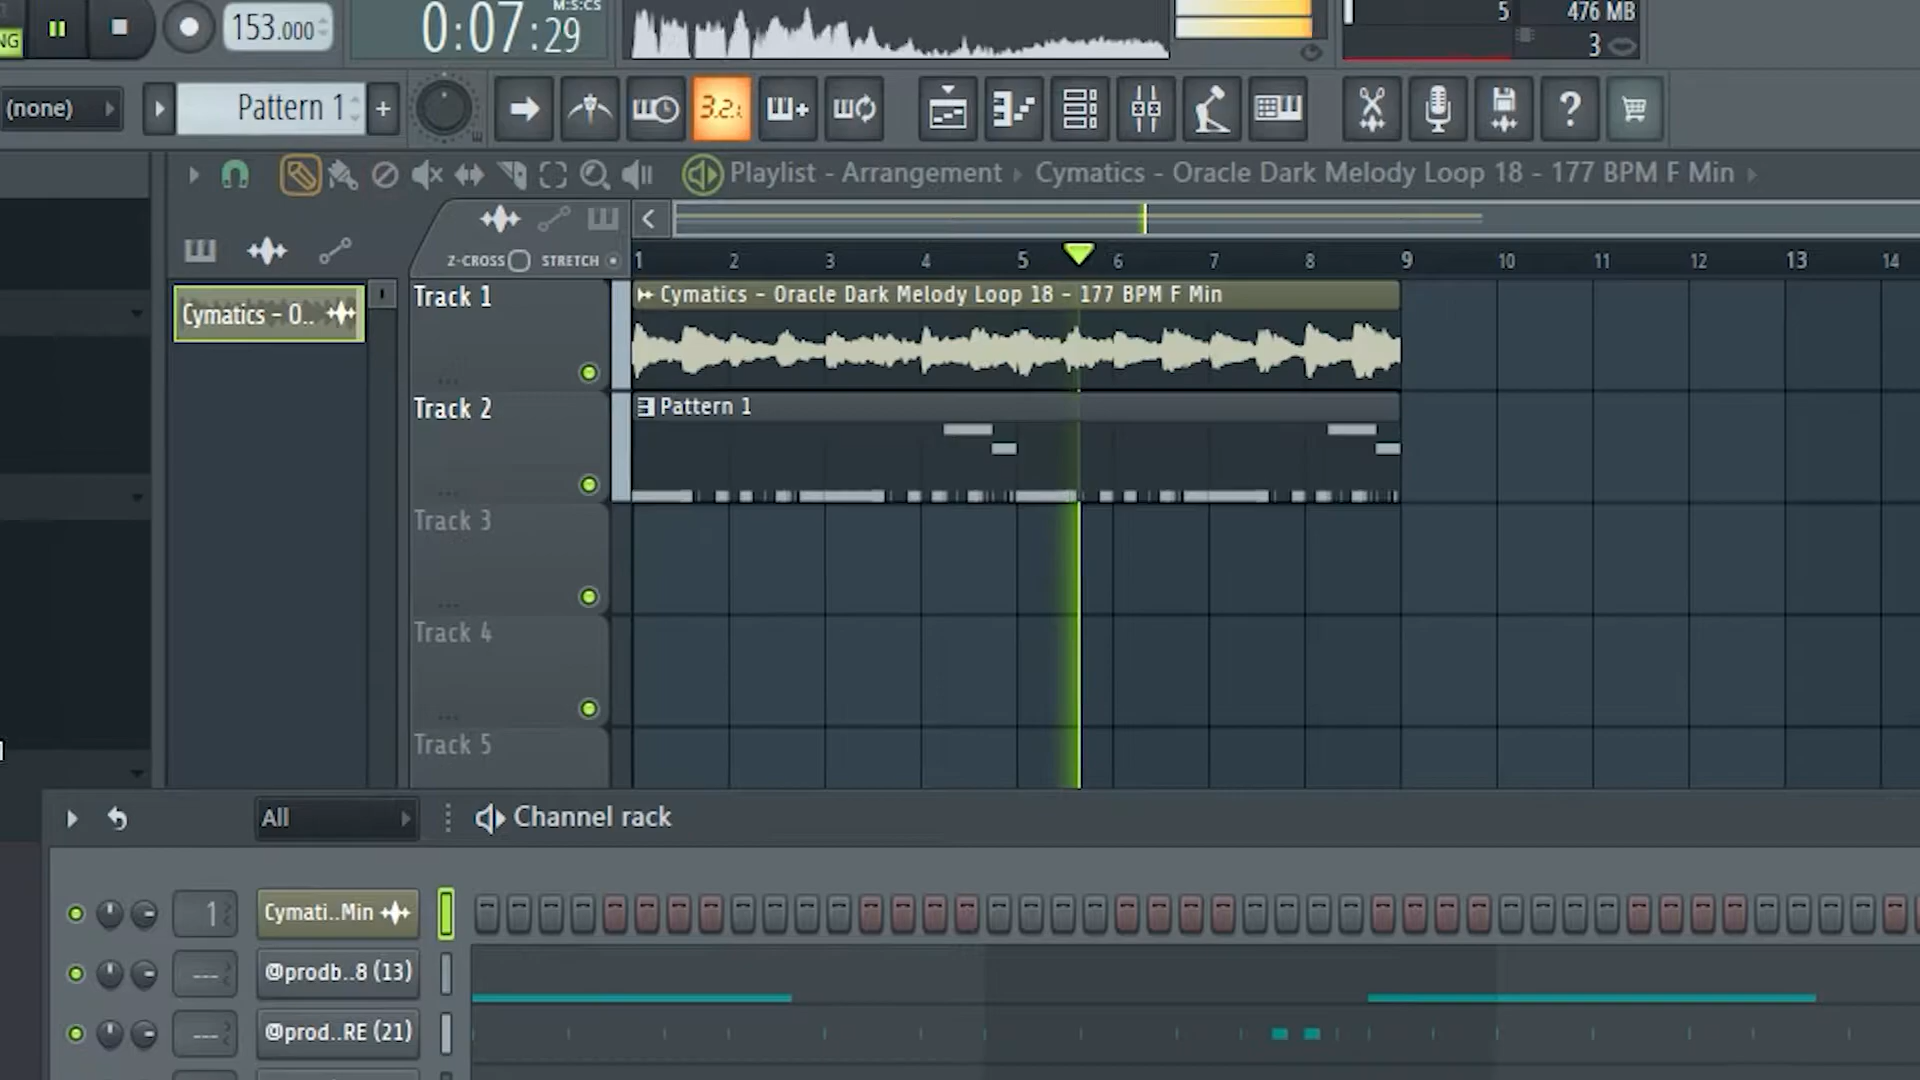 NG
153.000
0:07:29
M:S:CS
5
476 MB
3
(none)
Pattern 1
+
3.2.
?
Playlist - Arrangement ▸ Cymatics - Oracle Dark Melody Loop 18 - 177 BPM F Min
Z-CROSS STRETCH
1 2 3 4 5 6 7 8 9 10 11 12 13 14
Cymatics - O..
Track 1
Cymatics - Oracle Dark Melody Loop 18 - 177 BPM F Min
Track 2
Pattern 1
Track 3
Track 4
Track 5
All
Channel rack
1
Cymati..Min
---
@prodb..8 (13)
---
@prod..RE (21)